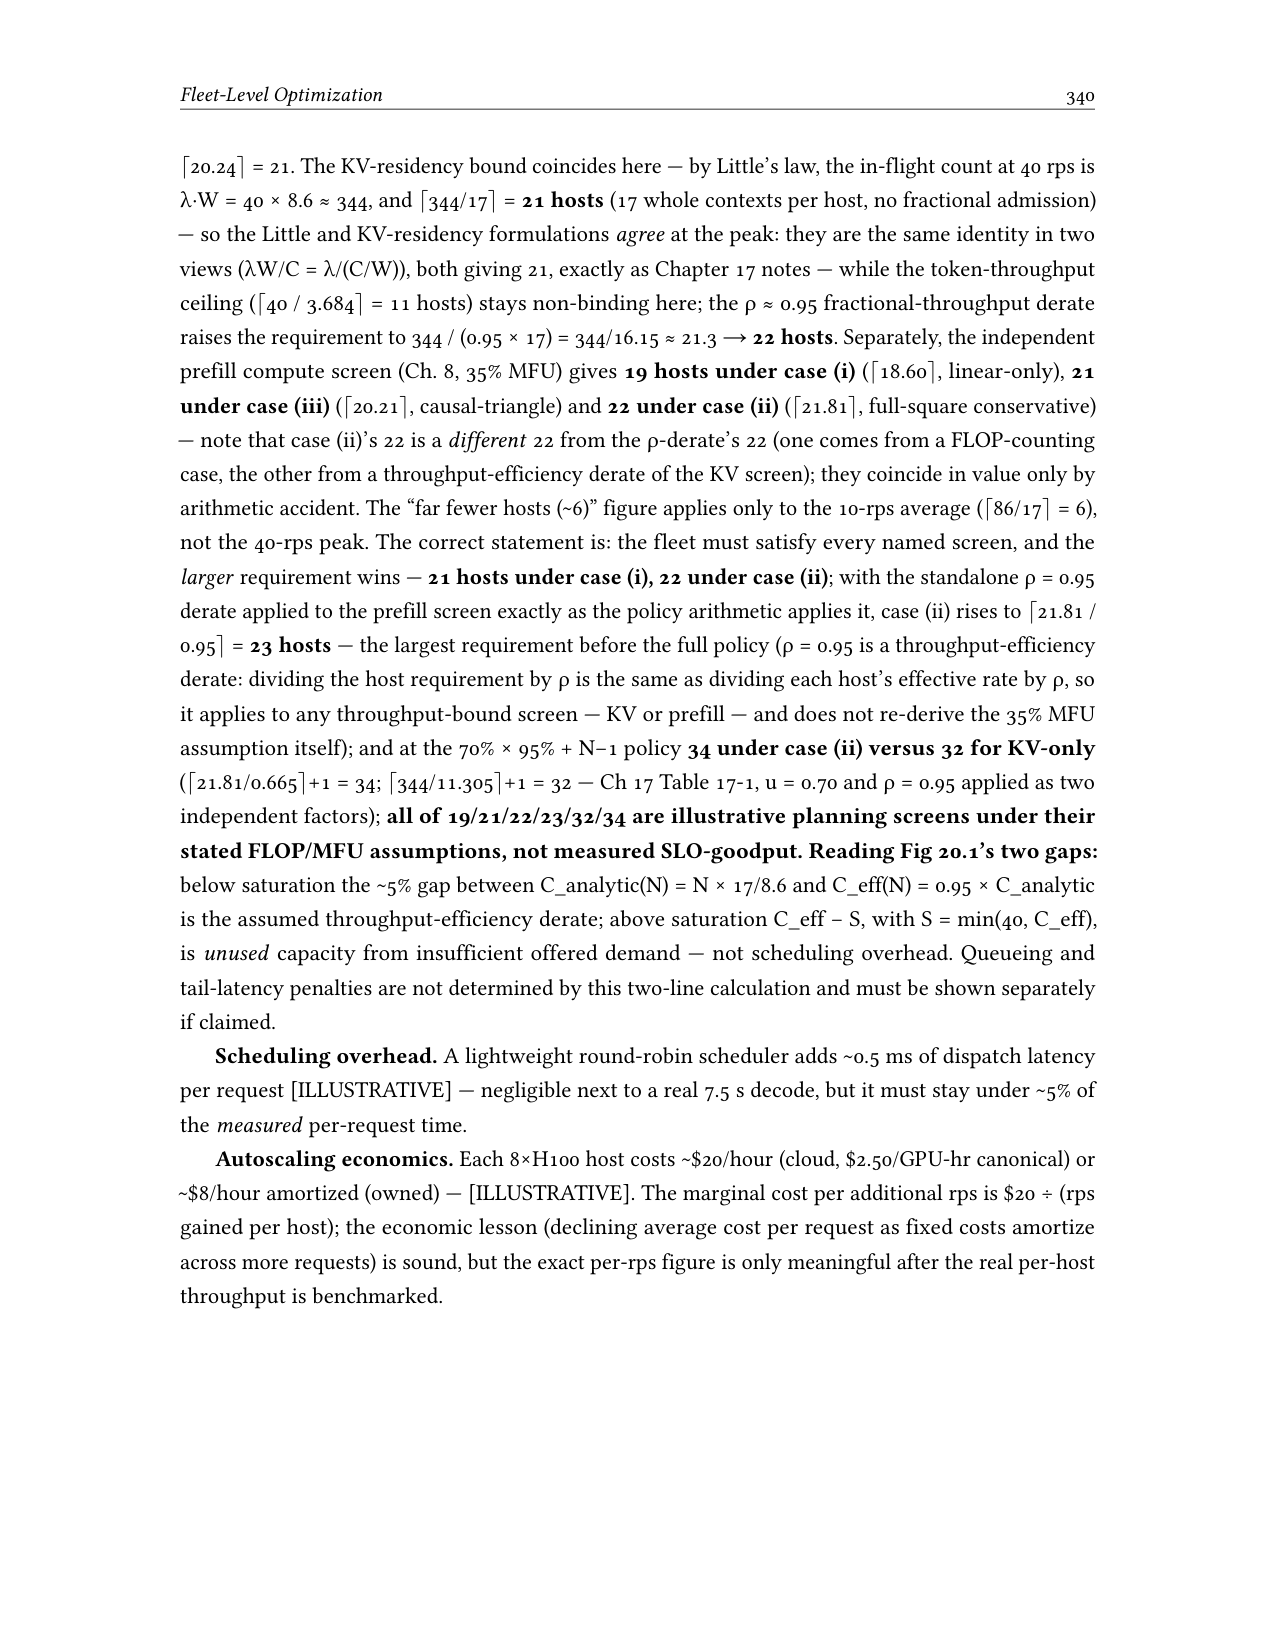 Fleet-Level Optimization 340
⌈20.24⌉ = 21. The KV-residency bound coincides here — by Little’s law, the in-flight count at 40 rps is
λ·W = 40 × 8.6 ≈ 344, and ⌈344/17⌉ = 21 hosts (17 whole contexts per host, no fractional admission)
— so the Little and KV-residency formulations agree at the peak: they are the same identity in two
views (λW/C = λ/(C/W)), both giving 21, exactly as Chapter 17 notes — while the token-throughput
ceiling (⌈40 / 3.684⌉ = 11 hosts) stays non-binding here; the ρ ≈ 0.95 fractional-throughput derate
raises the requirement to 344 / (0.95 × 17) = 344/16.15 ≈ 21.3 → 22 hosts. Separately, the independent
prefill compute screen (Ch. 8, 35% MFU) gives 19 hosts under case (i) (⌈18.60⌉, linear-only), 21
under case (iii) (⌈20.21⌉, causal-triangle) and 22 under case (ii) (⌈21.81⌉, full-square conservative)
— note that case (ii)’s 22 is a different 22 from the ρ-derate’s 22 (one comes from a FLOP-counting
case, the other from a throughput-efficiency derate of the KV screen); they coincide in value only by
arithmetic accident. The “far fewer hosts (~6)” figure applies only to the 10-rps average (⌈86/17⌉ = 6),
not the 40-rps peak. The correct statement is: the fleet must satisfy every named screen, and the
larger requirement wins — 21 hosts under case (i), 22 under case (ii); with the standalone ρ = 0.95
derate applied to the prefill screen exactly as the policy arithmetic applies it, case (ii) rises to ⌈21.81 /
0.95⌉ = 23 hosts — the largest requirement before the full policy (ρ = 0.95 is a throughput-efficiency
derate: dividing the host requirement by ρ is the same as dividing each host’s effective rate by ρ, so
it applies to any throughput-bound screen — KV or prefill — and does not re-derive the 35% MFU
assumption itself); and at the 70% × 95% + N−1 policy 34 under case (ii) versus 32 for KV-only
(⌈21.81/0.665⌉+1 = 34; ⌈344/11.305⌉+1 = 32 — Ch 17 Table 17-1, u = 0.70 and ρ = 0.95 applied as two
independent factors); all of 19/21/22/23/32/34 are illustrative planning screens under their
stated FLOP/MFU assumptions, not measured SLO-goodput. Reading Fig 20.1’s two gaps:
below saturation the ~5% gap between C_analytic(N) = N × 17/8.6 and C_eff(N) = 0.95 × C_analytic
is the assumed throughput-efficiency derate; above saturation C_eff − S, with S = min(40, C_eff),
is unused capacity from insufficient offered demand — not scheduling overhead. Queueing and
tail-latency penalties are not determined by this two-line calculation and must be shown separately
if claimed.
Scheduling overhead. A lightweight round-robin scheduler adds ~0.5 ms of dispatch latency
per request [ILLUSTRATIVE] — negligible next to a real 7.5 s decode, but it must stay under ~5% of
the measured per-request time.
Autoscaling economics. Each 8×H100 host costs ~$20/hour (cloud, $2.50/GPU-hr canonical) or
~$8/hour amortized (owned) — [ILLUSTRATIVE]. The marginal cost per additional rps is $20 ÷ (rps
gained per host); the economic lesson (declining average cost per request as fixed costs amortize
across more requests) is sound, but the exact per-rps figure is only meaningful after the real per-host
throughput is benchmarked.